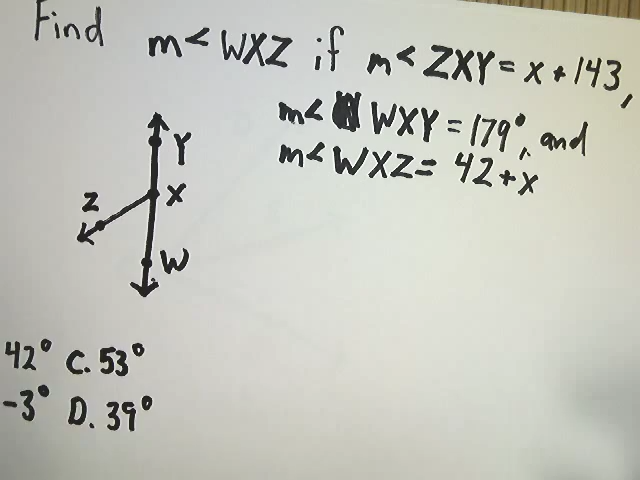 Find m< WXZ if m< ZXY = x + 143,
m< WXY = 179°, and
m< WXZ = 42 + x
Y
Z
X
W
42° C. 53°
-3° D. 39°